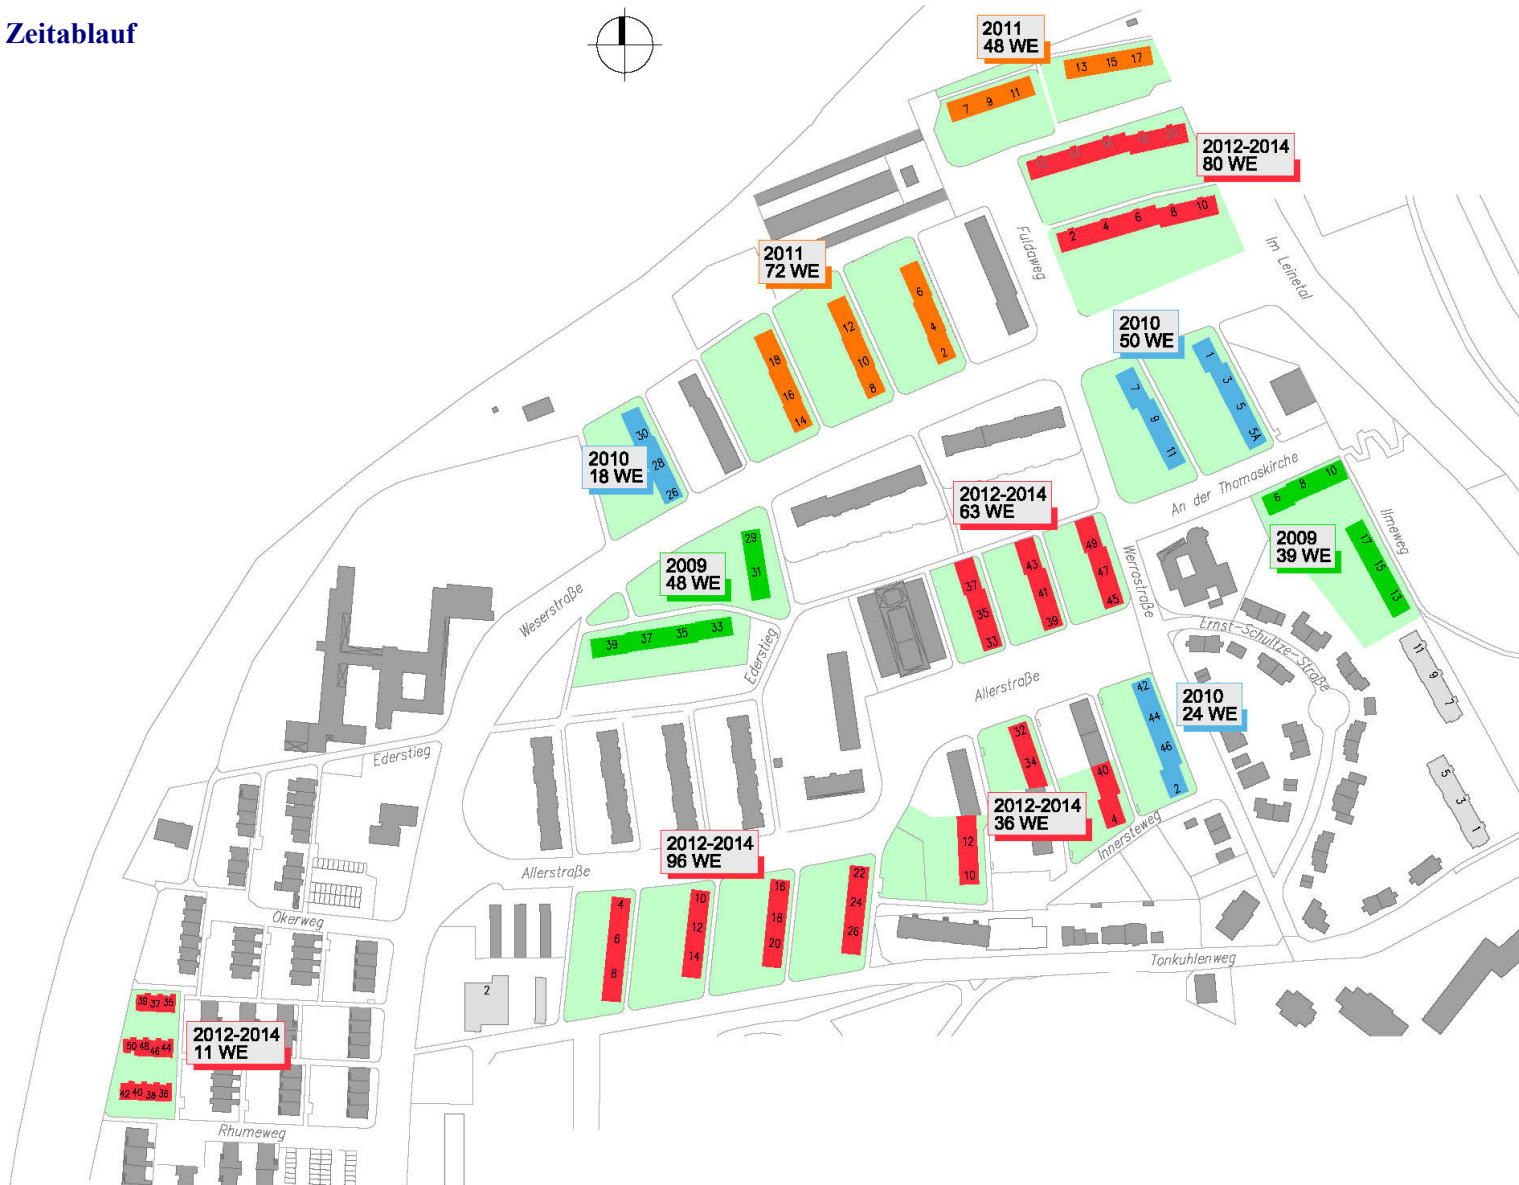 Zeitablauf
2011
48 WE
13 15 17
7 9 11
2012-2014
80 WE
2 4 6 8 10
Fuldaweg
Im Leinetal
2011
72 WE
6
4
2
12
10
8
18
16
14
2010
50 WE
1
3
5
5A
7
9
11
2010
18 WE
30
28
26
An der Thomaskirche
6 8 10
Ilmeweg
2009
39 WE
17
15
13
2012-2014
63 WE
49
47
45
43
41
39
37
35
33
Werrastraße
2009
48 WE
29
31
39 37 35 33
Weserstraße
Ederstieg
Ernst-Schultze-Straße
11
9
7
5
3
1
Allerstraße
2010
24 WE
42
44
46
2
32
34
40
4
2012-2014
36 WE
12
10
Innersteweg
Ederstieg
2012-2014
96 WE
Allerstraße
4
6
8
10
12
14
16
18
20
22
24
26
Okerweg
Tonkuhlenweg
2
39 37 35
2012-2014
11 WE
50 48 46 44
42 40 38 36
Rhumeweg